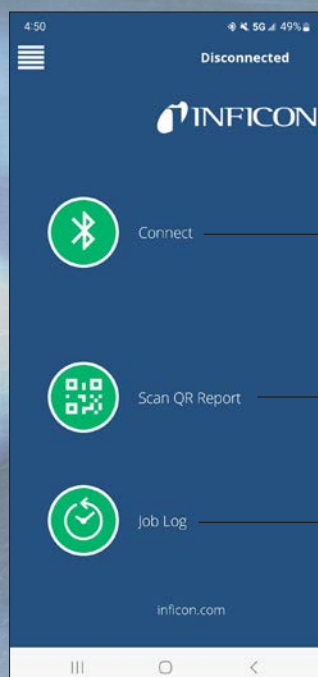 4:50 5G 49%
Disconnected
INFICON
Connect
Scan QR Report
Job Log
inficon.com